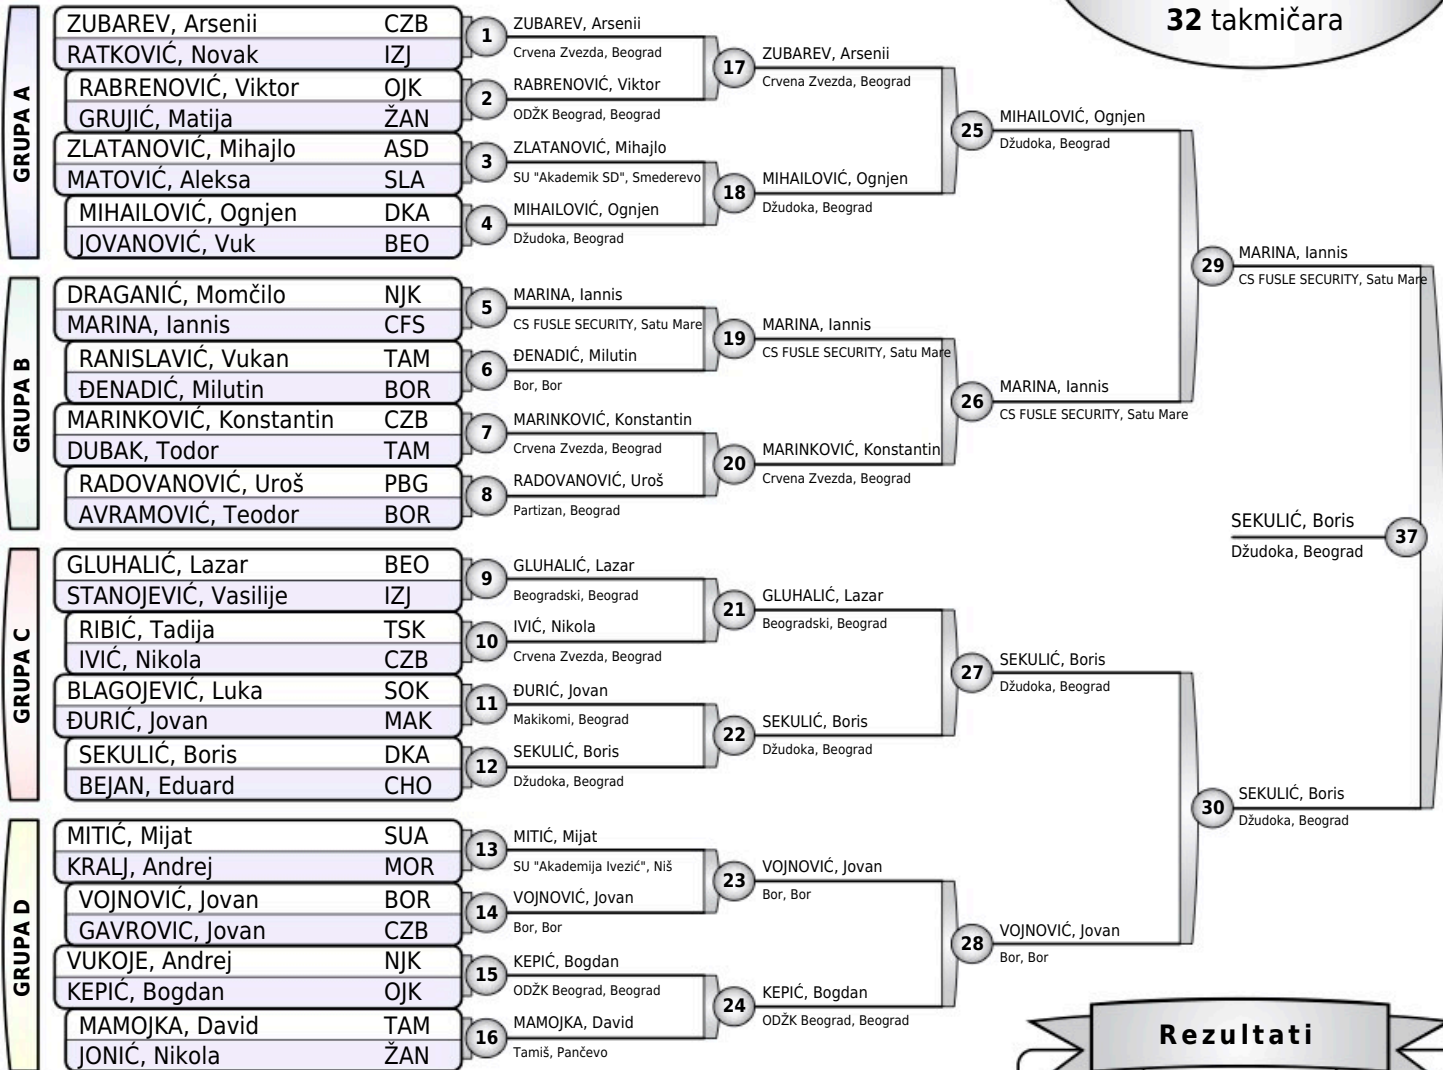 32 takmičara
GRUPA A
ZUBAREV, Arsenii CZB
RATKOVIĆ, Novak IZJ
RABRENOVIĆ, Viktor OJK
GRUJIĆ, Matija ŽAN
ZLATANOVIĆ, Mihajlo ASD
MATOVIĆ, Aleksa SLA
MIHAILOVIĆ, Ognjen DKA
JOVANOVIĆ, Vuk BEO
GRUPA B
DRAGANIĆ, Momčilo NJK
MARINA, Iannis CFS
RANISLAVIĆ, Vukan TAM
ĐENADIĆ, Milutin BOR
MARINKOVIĆ, Konstantin CZB
DUBAK, Todor TAM
RADOVANOVIĆ, Uroš PBG
AVRAMOVIĆ, Teodor BOR
GRUPA C
GLUHALIĆ, Lazar BEO
STANOJEVIĆ, Vasilije IZJ
RIBIĆ, Tadija TSK
IVIĆ, Nikola CZB
BLAGOJEVIĆ, Luka SOK
ĐURIĆ, Jovan MAK
SEKULIĆ, Boris DKA
BEJAN, Eduard CHO
GRUPA D
MITIĆ, Mijat SUA
KRALJ, Andrej MOR
VOJNOVIĆ, Jovan BOR
GAVROVIC, Jovan CZB
VUKOJE, Andrej NJK
KEPIĆ, Bogdan OJK
MAMOJKA, David TAM
JONIĆ, Nikola ŽAN
1 ZUBAREV, Arsenii
Crvena Zvezda, Beograd
2 RABRENOVIĆ, Viktor
ODŽK Beograd, Beograd
3 ZLATANOVIĆ, Mihajlo
SU "Akademik SD", Smederevo
4 MIHAILOVIĆ, Ognjen
Džudoka, Beograd
5 MARINA, Iannis
CS FUSLE SECURITY, Satu Mare
6 ĐENADIĆ, Milutin
Bor, Bor
7 MARINKOVIĆ, Konstantin
Crvena Zvezda, Beograd
8 RADOVANOVIĆ, Uroš
Partizan, Beograd
9 GLUHALIĆ, Lazar
Beogradski, Beograd
10 IVIĆ, Nikola
Crvena Zvezda, Beograd
11 ĐURIĆ, Jovan
Makikomi, Beograd
12 SEKULIĆ, Boris
Džudoka, Beograd
13 MITIĆ, Mijat
SU "Akademija Ivezić", Niš
14 VOJNOVIĆ, Jovan
Bor, Bor
15 KEPIĆ, Bogdan
ODŽK Beograd, Beograd
16 MAMOJKA, David
Tamiš, Pančevo
17 ZUBAREV, Arsenii
Crvena Zvezda, Beograd
18 MIHAILOVIĆ, Ognjen
Džudoka, Beograd
19 MARINA, Iannis
CS FUSLE SECURITY, Satu Mare
20 MARINKOVIĆ, Konstantin
Crvena Zvezda, Beograd
21 GLUHALIĆ, Lazar
Beogradski, Beograd
22 SEKULIĆ, Boris
Džudoka, Beograd
23 VOJNOVIĆ, Jovan
Bor, Bor
24 KEPIĆ, Bogdan
ODŽK Beograd, Beograd
25 MIHAILOVIĆ, Ognjen
Džudoka, Beograd
26 MARINA, Iannis
CS FUSLE SECURITY, Satu Mare
27 SEKULIĆ, Boris
Džudoka, Beograd
28 VOJNOVIĆ, Jovan
Bor, Bor
29 MARINA, Iannis
CS FUSLE SECURITY, Satu Mare
30 SEKULIĆ, Boris
Džudoka, Beograd
SEKULIĆ, Boris 37
Džudoka, Beograd
Rezultati